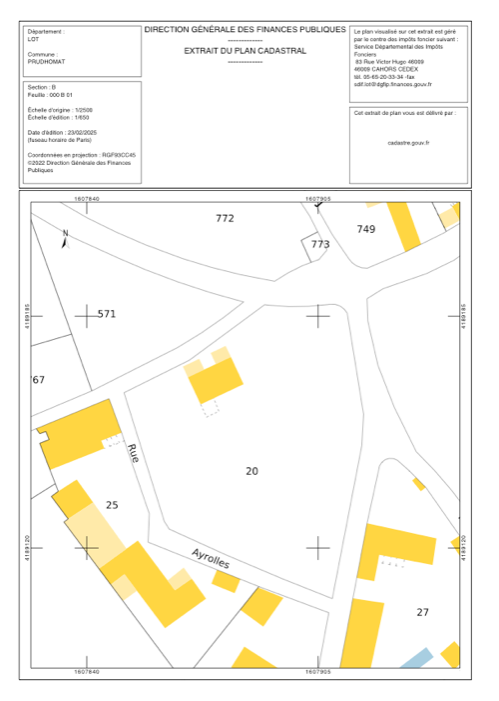 Département :
LOT
Commune :
PRUDHOMAT
Section : B
Feuille : 000 B 01
Échelle d'origine : 1/2500
Échelle d'édition : 1/650
Date d'édition : 23/02/2025
(fuseau horaire de Paris)
Coordonnées en projection : RGF93CC45
©2022 Direction Générale des Finances
Publiques
DIRECTION GÉNÉRALE DES FINANCES PUBLIQUES
-------------
EXTRAIT DU PLAN CADASTRAL
-------------
Le plan visualisé sur cet extrait est géré
par le centre des impôts foncier suivant :
Service Départemental des Impôts
Fonciers
83 Rue Victor Hugo 46009
46009 CAHORS CEDEX
tél. 05-65-20-33-34 -fax
sdif.lot@dgfip.finances.gouv.fr
Cet extrait de plan vous est délivré par :
cadastre.gouv.fr
1607840
1607905
772
749
N
773
4189185
571
4189185
67
Rue
20
25
4189120
Ayrolles
4189120
27
1607840
1607905